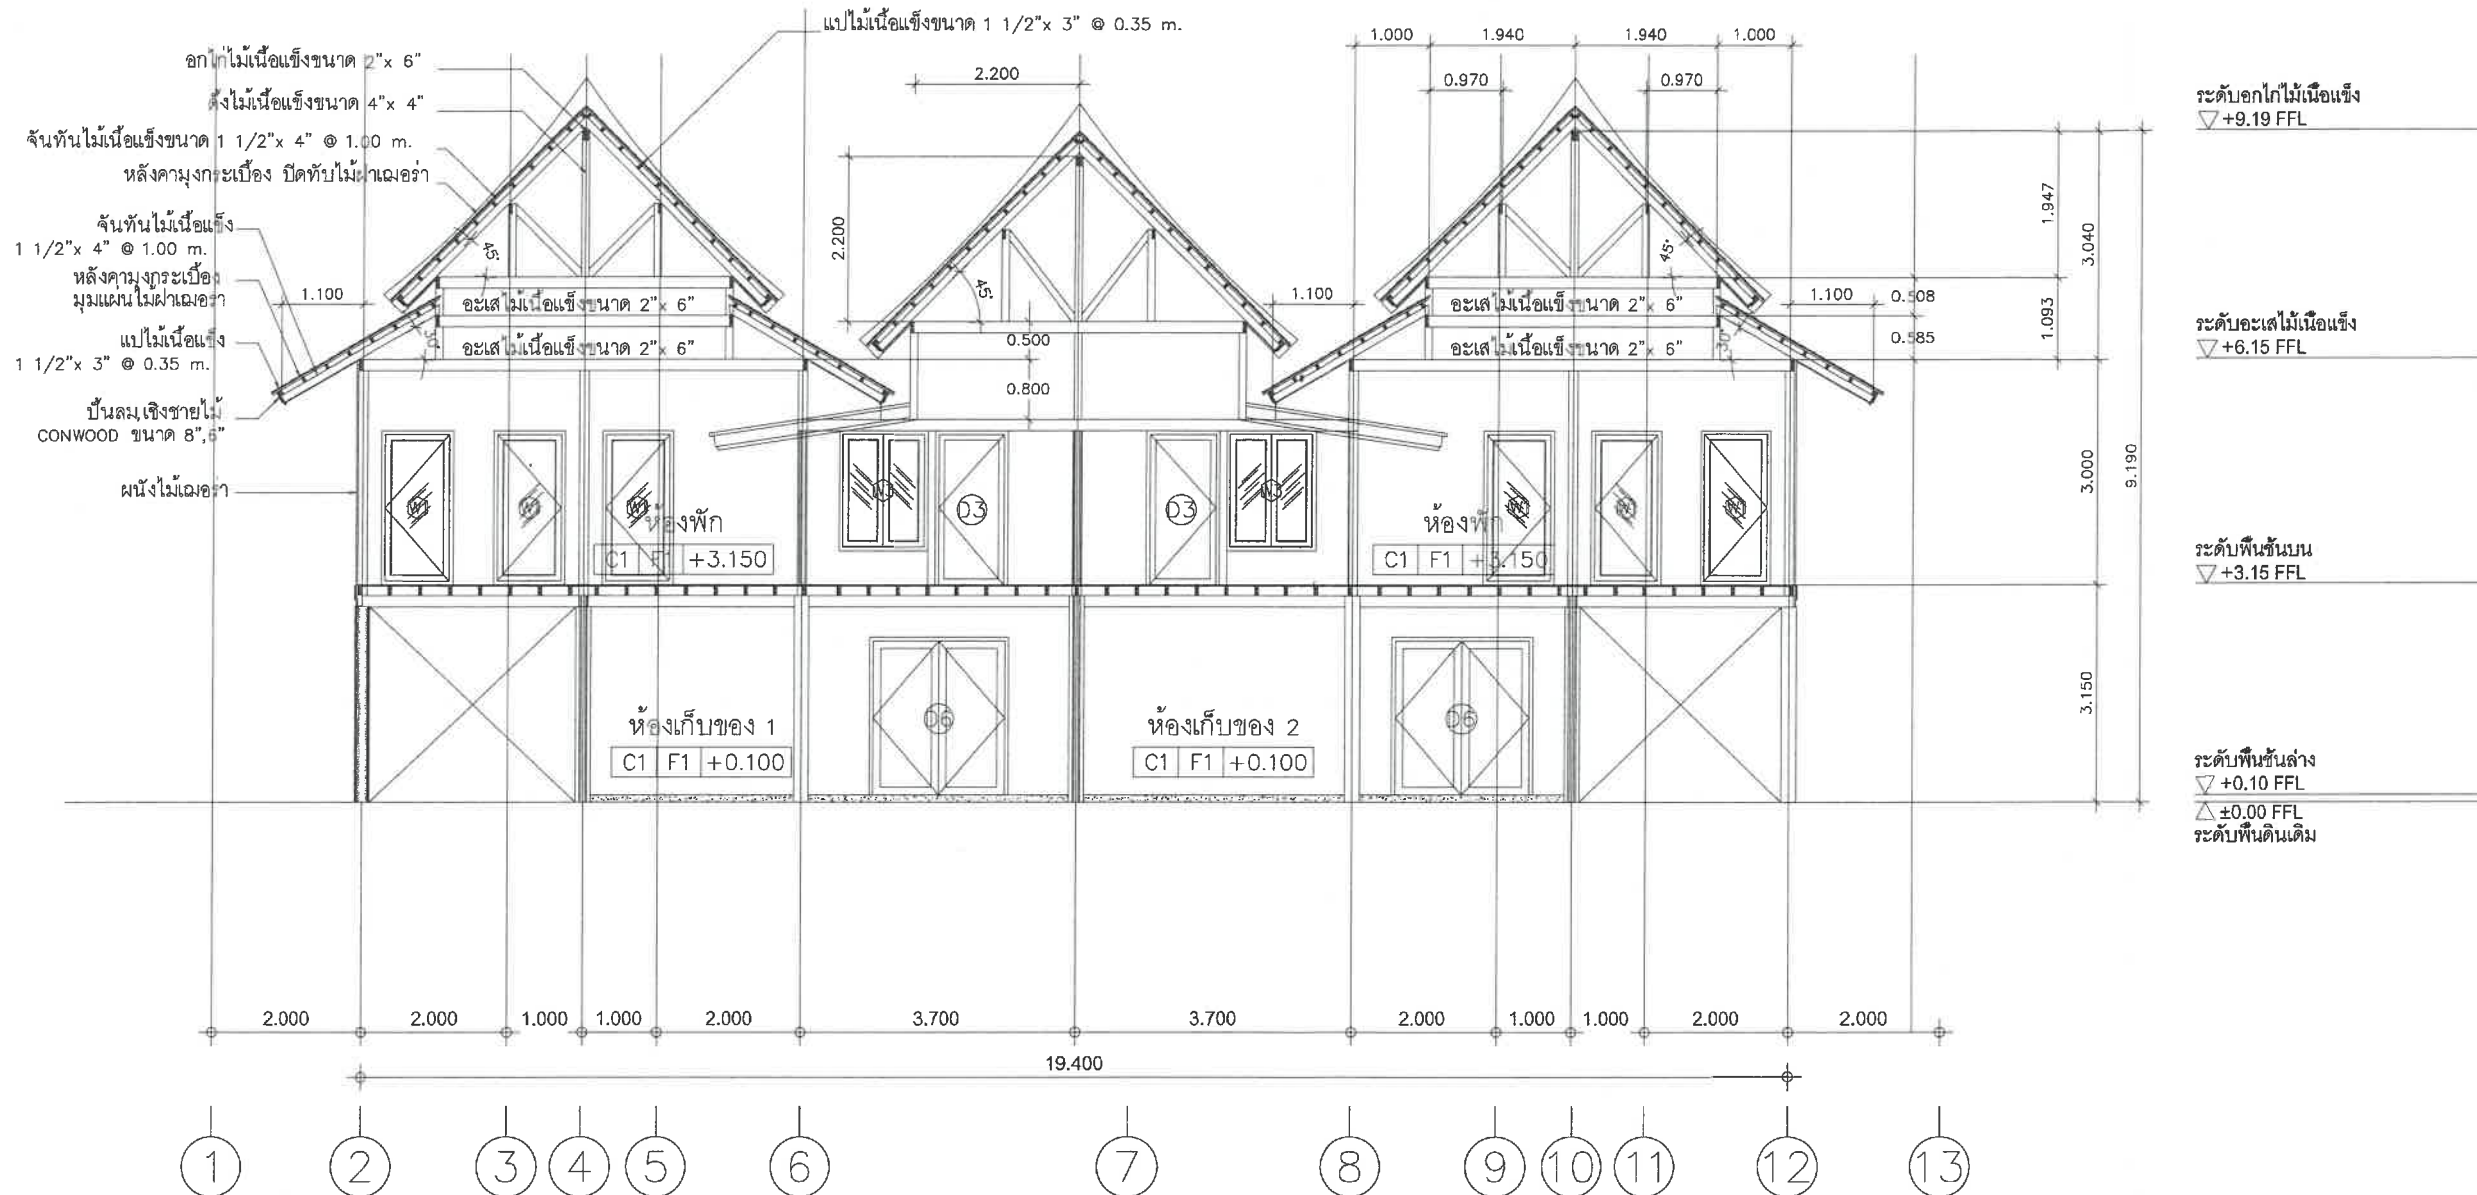 แปไม้เนื้อแข็งขนาด 1 1/2"x 3" @ 0.35 m.
อกไก่ไม้เนื้อแข็งขนาด 2"x 6"
ดั้งไม้เนื้อแข็งขนาด 4"x 4"
จันทันไม้เนื้อแข็งขนาด 1 1/2"x 4" @ 1.00 m.
หลังคามุงกระเบื้อง ปิดทับไม้ฝาเฌอร่า
จันทันไม้เนื้อแข็ง
1 1/2"x 4" @ 1.00 m.
หลังคามุงกระเบื้อง
มุมแผ่นไม้ฝาเฌอร่า
แปไม้เนื้อแข็ง
1 1/2"x 3" @ 0.35 m.
ปั้นลม,เชิงชายไม้
CONWOOD ขนาด 8",6"
ผนังไม้เฌอร่า
1.000 1.940 1.940 1.000
0.970 0.970
2.200
2.200
45° 45° 45°
30° 30°
1.100 1.100 1.100
0.500
0.800
0.508
0.585
1.947
1.093
3.040
3.000
3.150
9.190
อะเสไม้เนื้อแข็งขนาด 2"x 6"
อะเสไม้เนื้อแข็งขนาด 2"x 6"
อะเสไม้เนื้อแข็งขนาด 2"x 6"
อะเสไม้เนื้อแข็งขนาด 2"x 6"
W3 D3 D3 W3
ห้องพัก
C1 F1 +3.150
ห้องพัก
C1 F1 +3.150
ห้องเก็บของ 1
C1 F1 +0.100
D6
ห้องเก็บของ 2
C1 F1 +0.100
D6
ระดับอกไก่ไม้เนื้อแข็ง
+9.19 FFL
ระดับอะเสไม้เนื้อแข็ง
+6.15 FFL
ระดับพื้นชั้นบน
+3.15 FFL
ระดับพื้นชั้นล่าง
+0.10 FFL
±0.00 FFL
ระดับพื้นดินเดิม
2.000 2.000 1.000 1.000 2.000 3.700 3.700 2.000 1.000 1.000 2.000 2.000
19.400
1 2 3 4 5 6 7 8 9 10 11 12 13